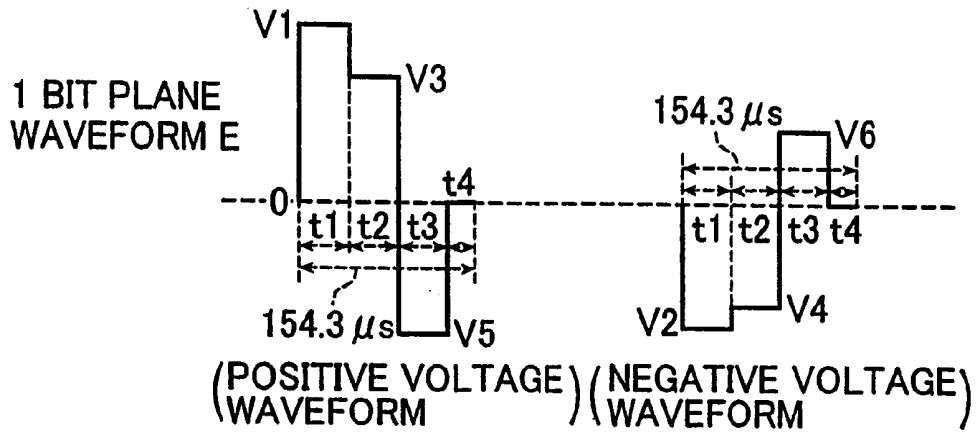 V1
1 BIT PLANE
WAVEFORM E
V3
154.3 μs
V6
0
t4
t1 t2 t3
t1 t2 t3 t4
154.3 μs
V5
V2
V4
(POSITIVE VOLTAGE
WAVEFORM)
(NEGATIVE VOLTAGE
WAVEFORM)